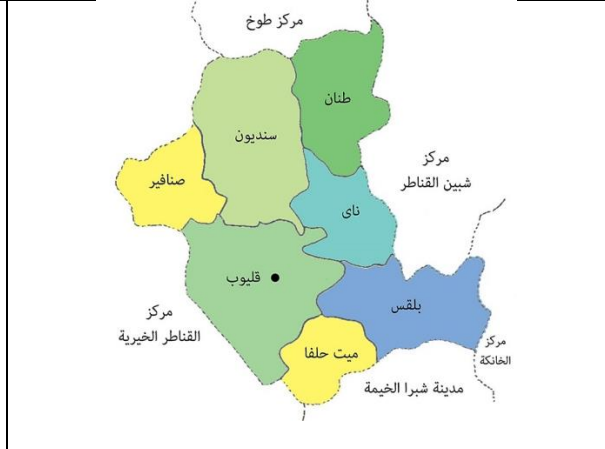 مركز طوخ
طنان
سنديون
مركز
شبين القناطر
صنافير
ناى
قليوب
بلقس
مركز
القناطر الخيرية
مركز
الخانكة
ميت حلفا
مدينة شبرا الخيمة